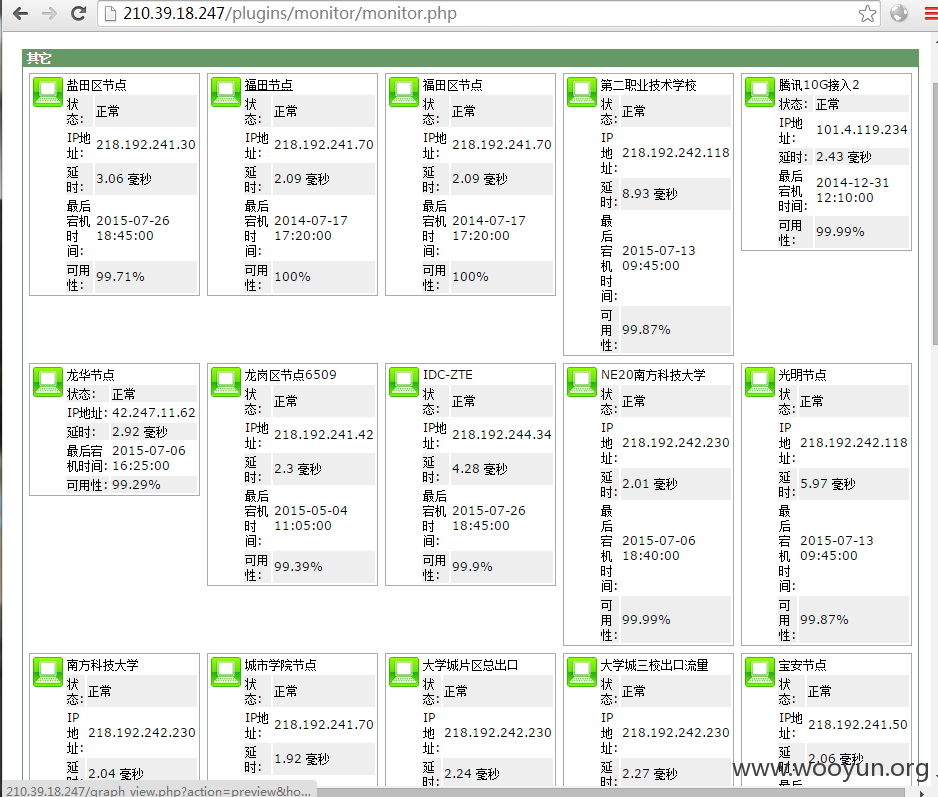 210.39.18.247/plugins/monitor/monitor.php
其它
盐田区节点
状态: 正常
IP地址: 218.192.241.30
延时: 3.06 毫秒
最后宕机时间: 2015-07-26 18:45:00
可用性: 99.71%
福田节点
状态: 正常
IP地址: 218.192.241.70
延时: 2.09 毫秒
最后宕机时间: 2014-07-17 17:20:00
可用性: 100%
福田区节点
状态: 正常
IP地址: 218.192.241.70
延时: 2.09 毫秒
最后宕机时间: 2014-07-17 17:20:00
可用性: 100%
第二职业技术学校
状态: 正常
IP地址: 218.192.242.118
延时: 8.93 毫秒
最后宕机时间: 2015-07-13 09:45:00
可用性: 99.87%
腾讯10G接入2
状态: 正常
IP地址: 101.4.119.234
延时: 2.43 毫秒
最后宕机时间: 2014-12-31 12:10:00
可用性: 99.99%
龙华节点
状态: 正常
IP地址: 42.247.11.62
延时: 2.92 毫秒
最后宕机时间: 2015-07-06 16:25:00
可用性: 99.29%
龙岗区节点6509
状态: 正常
IP地址: 218.192.241.42
延时: 2.3 毫秒
最后宕机时间: 2015-05-04 11:05:00
可用性: 99.39%
IDC-ZTE
状态: 正常
IP地址: 218.192.244.34
延时: 4.28 毫秒
最后宕机时间: 2015-07-26 18:45:00
可用性: 99.9%
NE20南方科技大学
状态: 正常
IP地址: 218.192.242.230
延时: 2.01 毫秒
最后宕机时间: 2015-07-06 18:40:00
可用性: 99.99%
光明节点
状态: 正常
IP地址: 218.192.242.118
延时: 5.97 毫秒
最后宕机时间: 2015-07-13 09:45:00
可用性: 99.87%
南方科技大学
状态: 正常
IP地址: 218.192.242.230
延时: 2.04 毫秒
城市学院节点
状态: 正常
IP地址: 218.192.241.70
延时: 1.92 毫秒
大学城片区总出口
状态: 正常
IP地址: 218.192.242.230
延时: 2.24 毫秒
大学城三校出口流量
状态: 正常
IP地址: 218.192.242.230
延时: 2.27 毫秒
宝安节点
状态: 正常
IP地址: 218.192.241.50
延时: 2.06 毫秒
www.wooyun.org
210.39.18.247/graph_view.php?action=preview&ho...